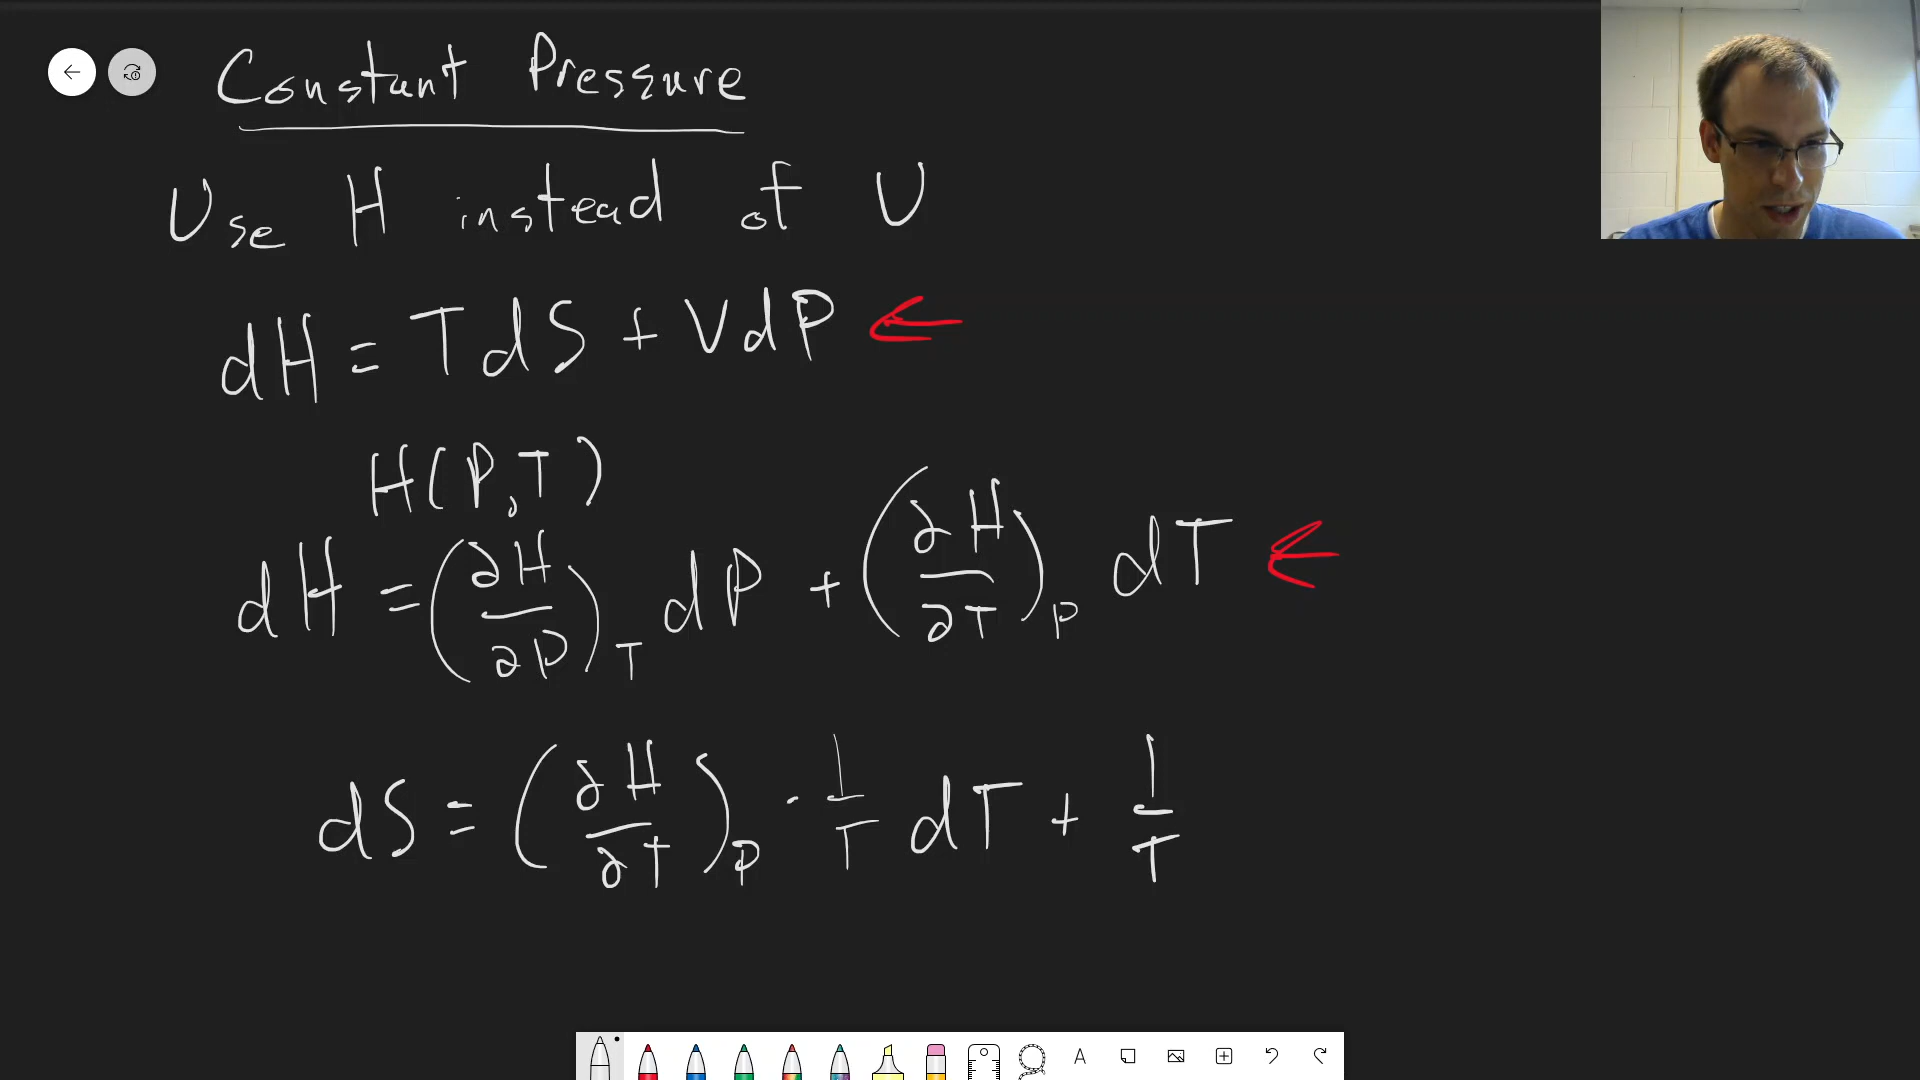 Constant Pressure
Use H instead of U
dH = TdS + VdP
H(P,T)
dH = (∂H/∂P)_T dP + (∂H/∂T)_P dT
dS = (∂H/∂T)_P · 1/T dT + 1/T
A